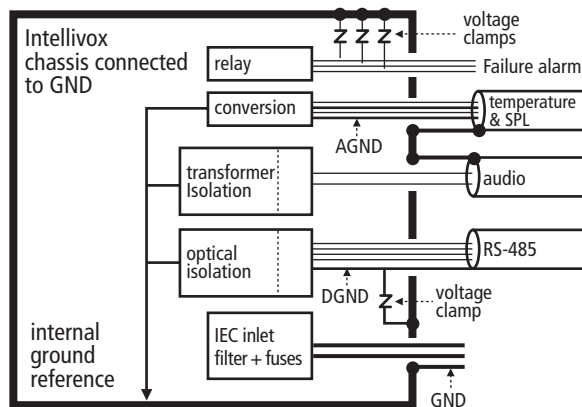 Intellivox
chassis connected
to GND
voltage
clamps
relay
Failure alarm
conversion
temperature
& SPL
AGND
transformer
Isolation
audio
optical
isolation
RS-485
DGND
voltage
clamp
internal
ground
reference
IEC inlet
filter + fuses
GND